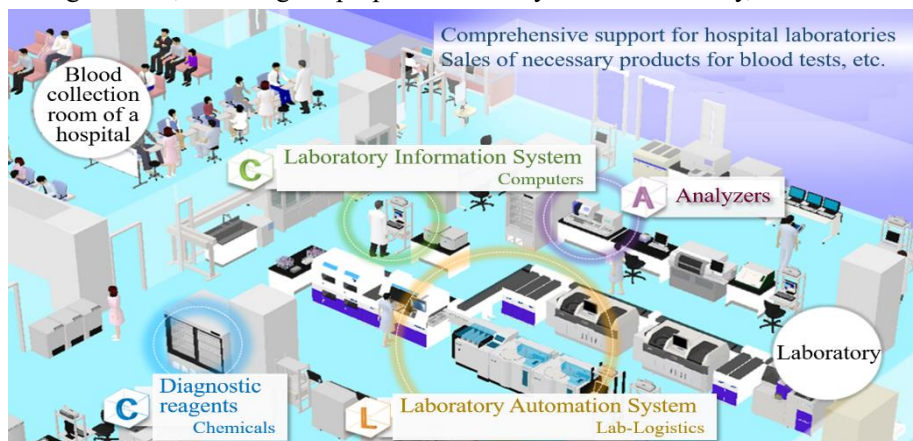 Comprehensive support for hospital laboratories
Sales of necessary products for blood tests, etc.
Blood
collection
room of a
hospital
C Laboratory Information System
Computers
A Analyzers
Laboratory
C Diagnostic
reagents
Chemicals
L Laboratory Automation System
Lab-Logistics